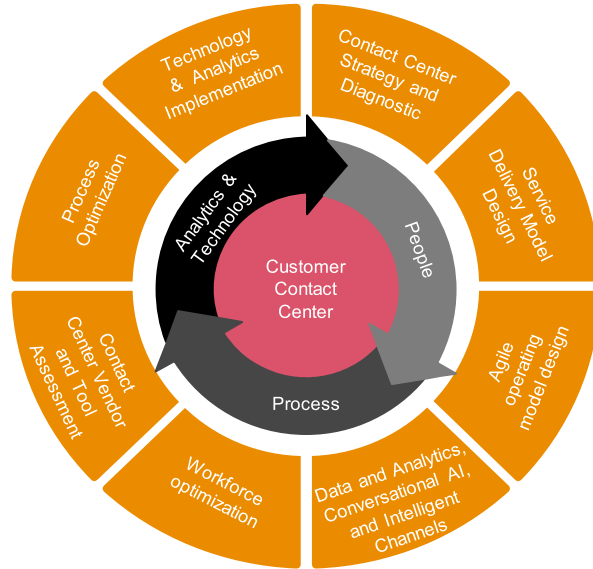 Technology
& Analytics
Implementation
Contact Center
Strategy and
Diagnostic
Service
Delivery Model
Design
Agile
operating
model design
Data and Analytics,
Conversational AI,
and Intelligent
Channels
Workforce
optimization
Contact
Center Vendor
and Tool
Assessment
Process
Optimization
Analytics &
Technology
People
Process
Customer
Contact
Center